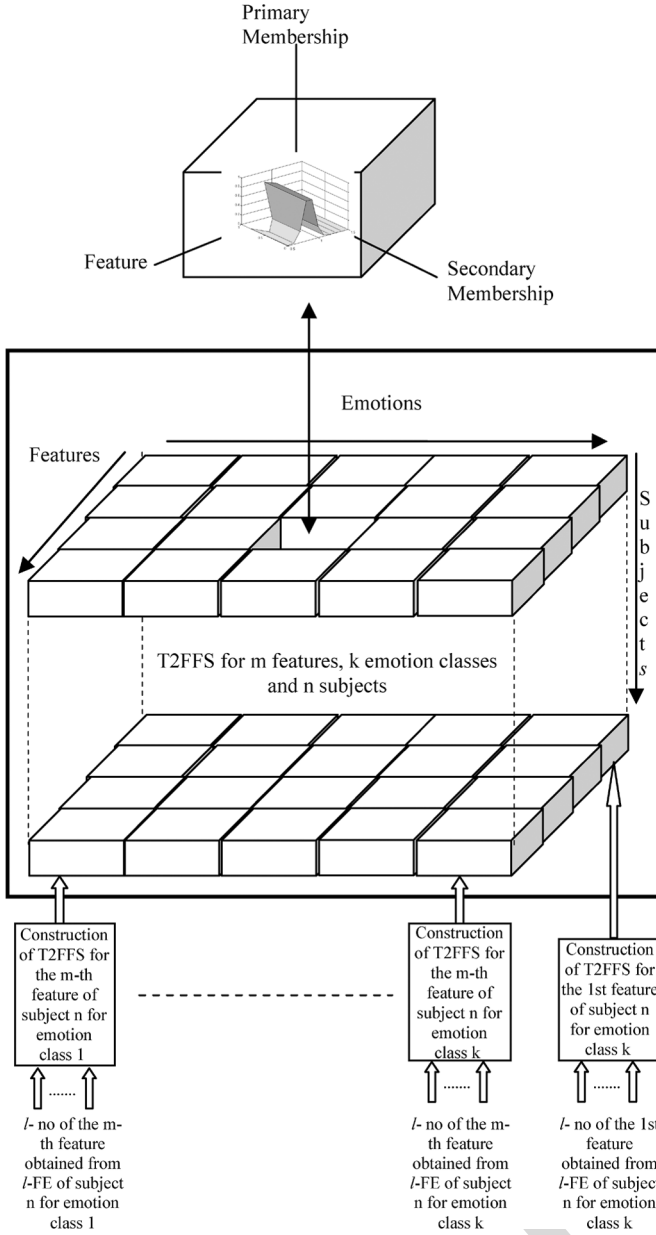 Primary
Membership
Feature
Secondary
Membership
Emotions
Features
Subjects
T2FFS for m features, k emotion classes
and n subjects
Construction
of T2FFS for
the m-th
feature of
subject n for
emotion
class 1
Construction
of T2FFS for
the m-th
feature of
subject n for
emotion
class k
Construction
of T2FFS for
the 1st feature
of subject n
for emotion
class k
........
........
........
l- no of the m-
th feature
obtained from
l-FE of subject
n for emotion
class 1
l- no of the m-
th feature
obtained from
l-FE of subject
n for emotion
class k
l- no of the 1st
feature
obtained from
l-FE of subject
n for emotion
class k